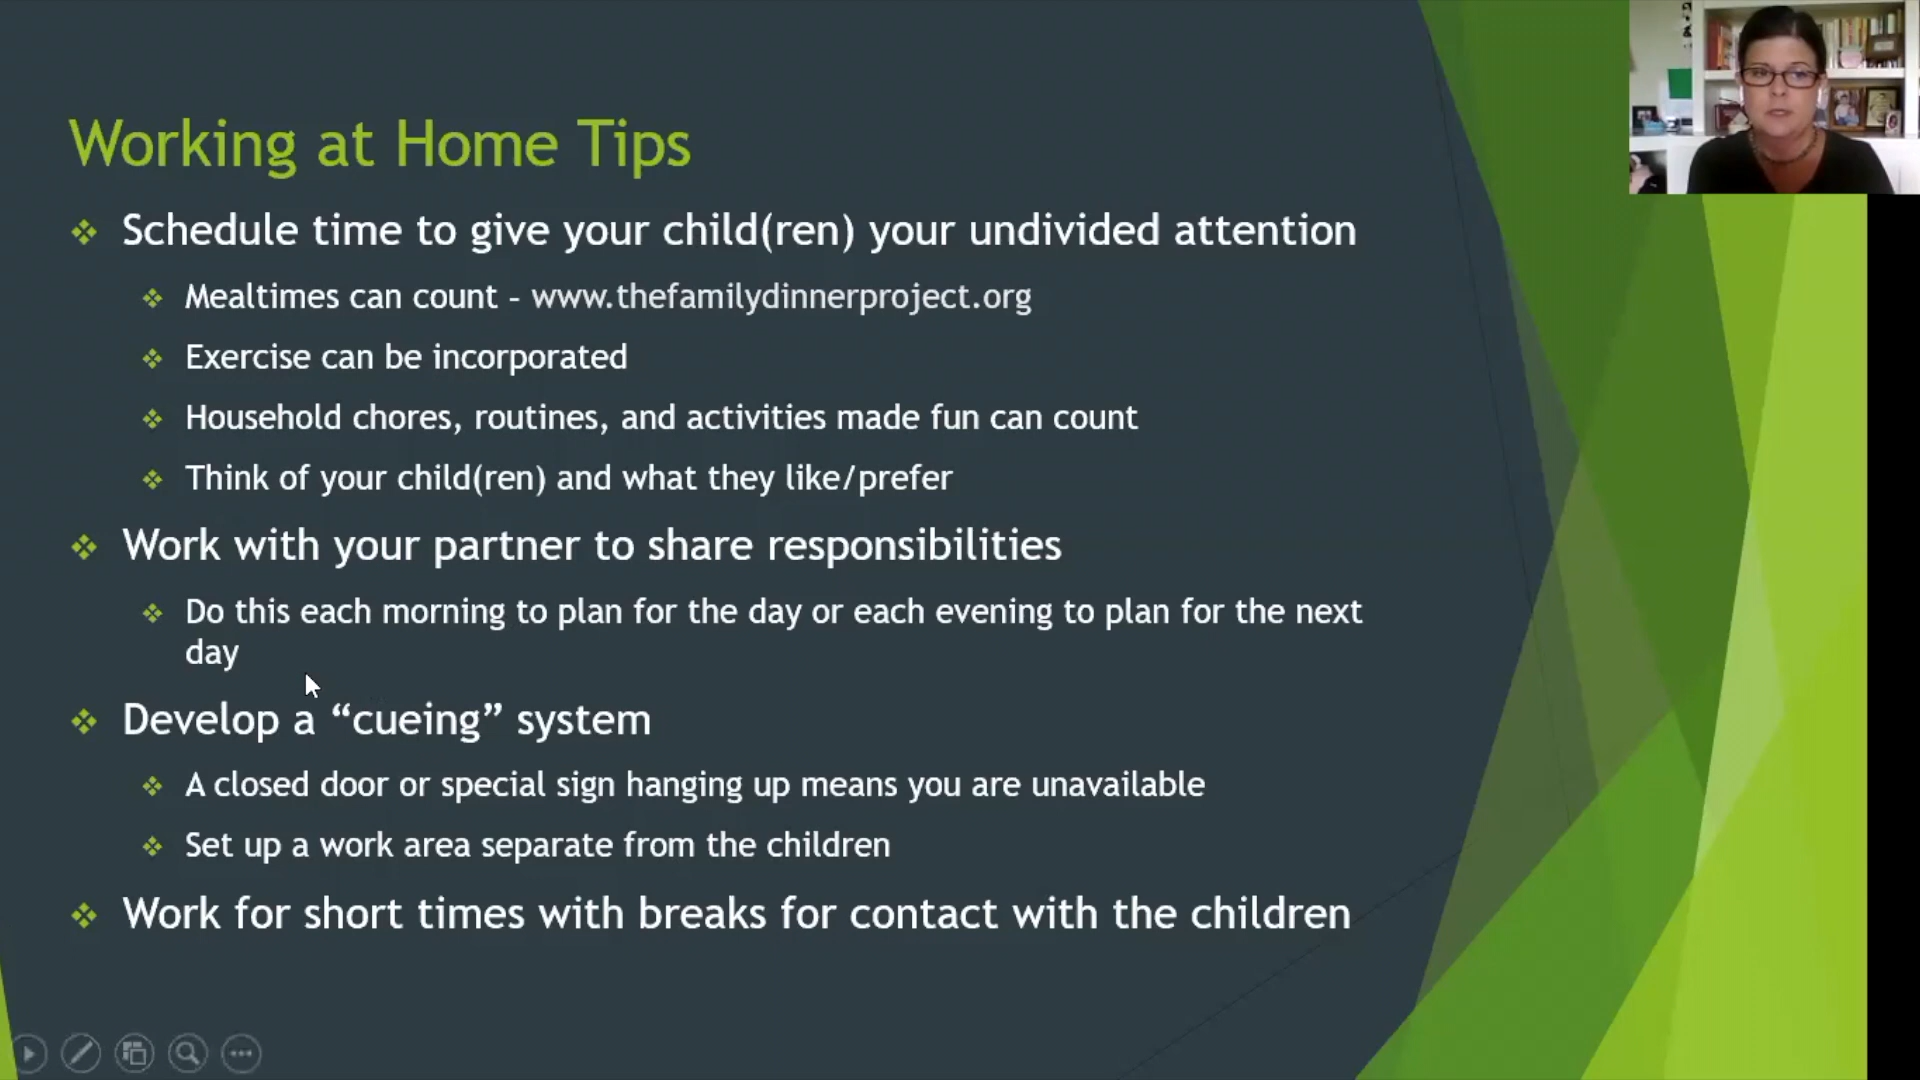 Working at Home Tips
Schedule time to give your child(ren) your undivided attention
Mealtimes can count – www.thefamilydinnerproject.org
Exercise can be incorporated
Household chores, routines, and activities made fun can count
Think of your child(ren) and what they like/prefer
Work with your partner to share responsibilities
Do this each morning to plan for the day or each evening to plan for the next
day
Develop a “cueing” system
A closed door or special sign hanging up means you are unavailable
Set up a work area separate from the children
Work for short times with breaks for contact with the children